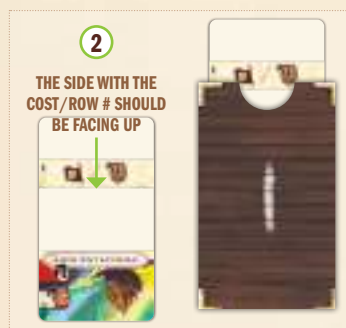 2
THE SIDE WITH THE
COST/ROW # SHOULD
BE FACING UP